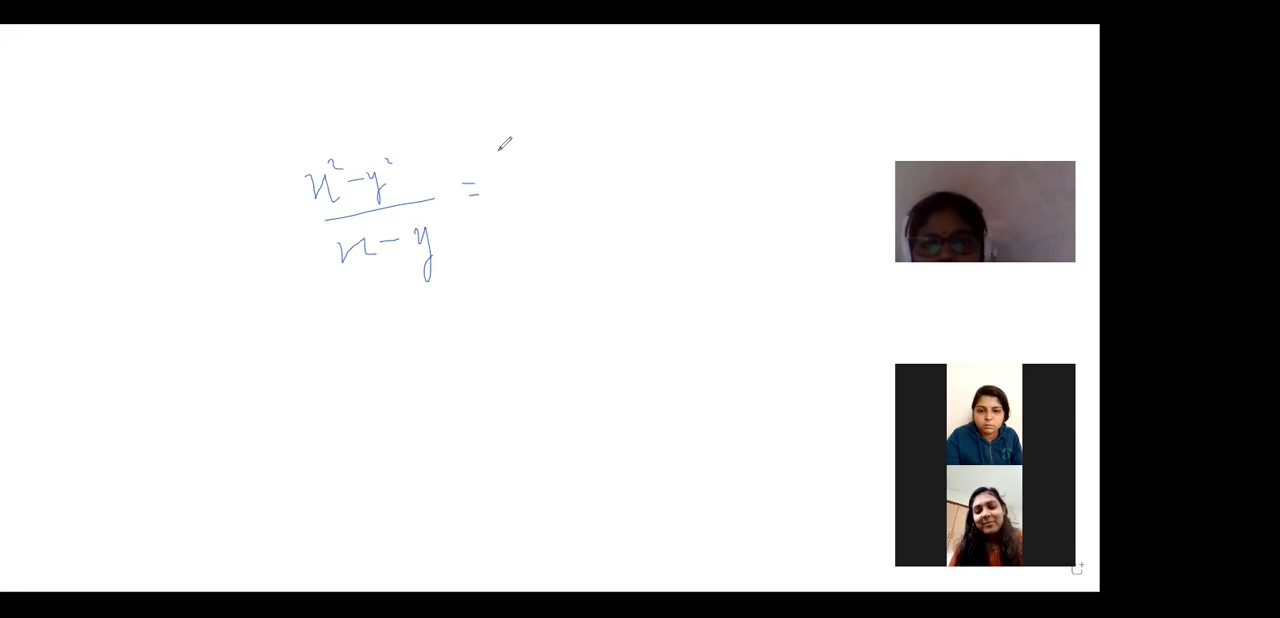 x² - y²
x - y
=